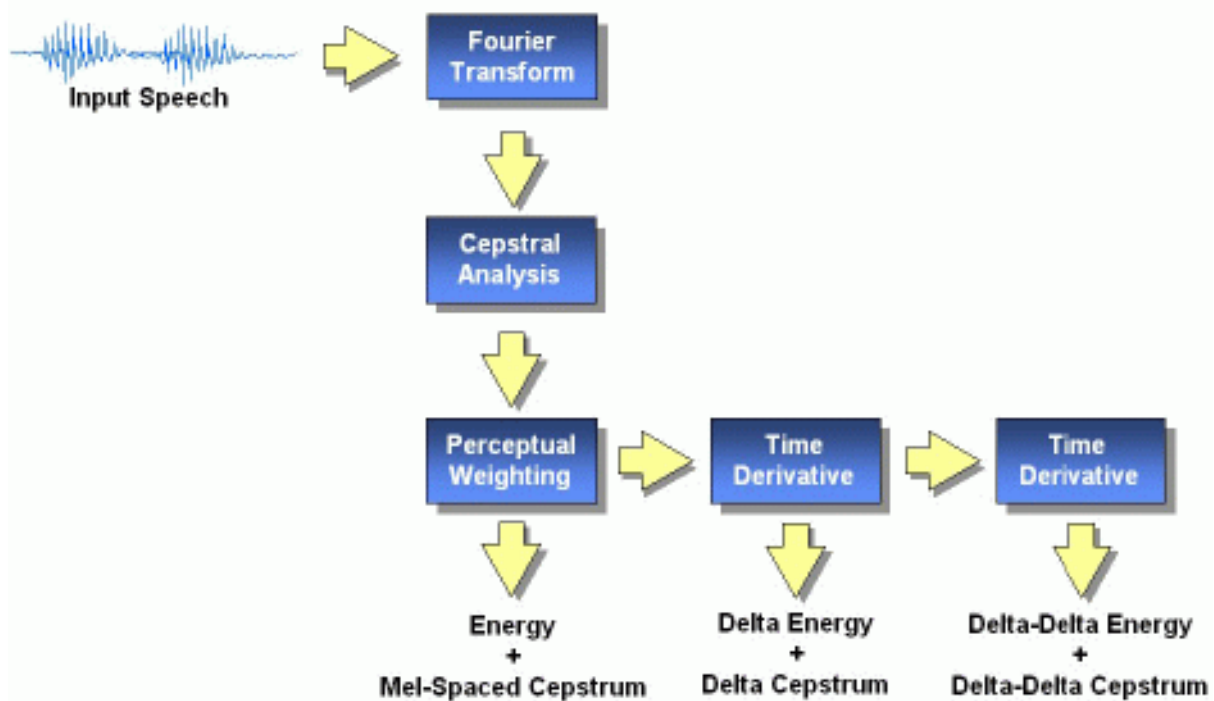 Input Speech
Fourier
Transform
Cepstral
Analysis
Perceptual
Weighting
Time
Derivative
Time
Derivative
Energy
+
Mel-Spaced Cepstrum
Delta Energy
+
Delta Cepstrum
Delta-Delta Energy
+
Delta-Delta Cepstrum